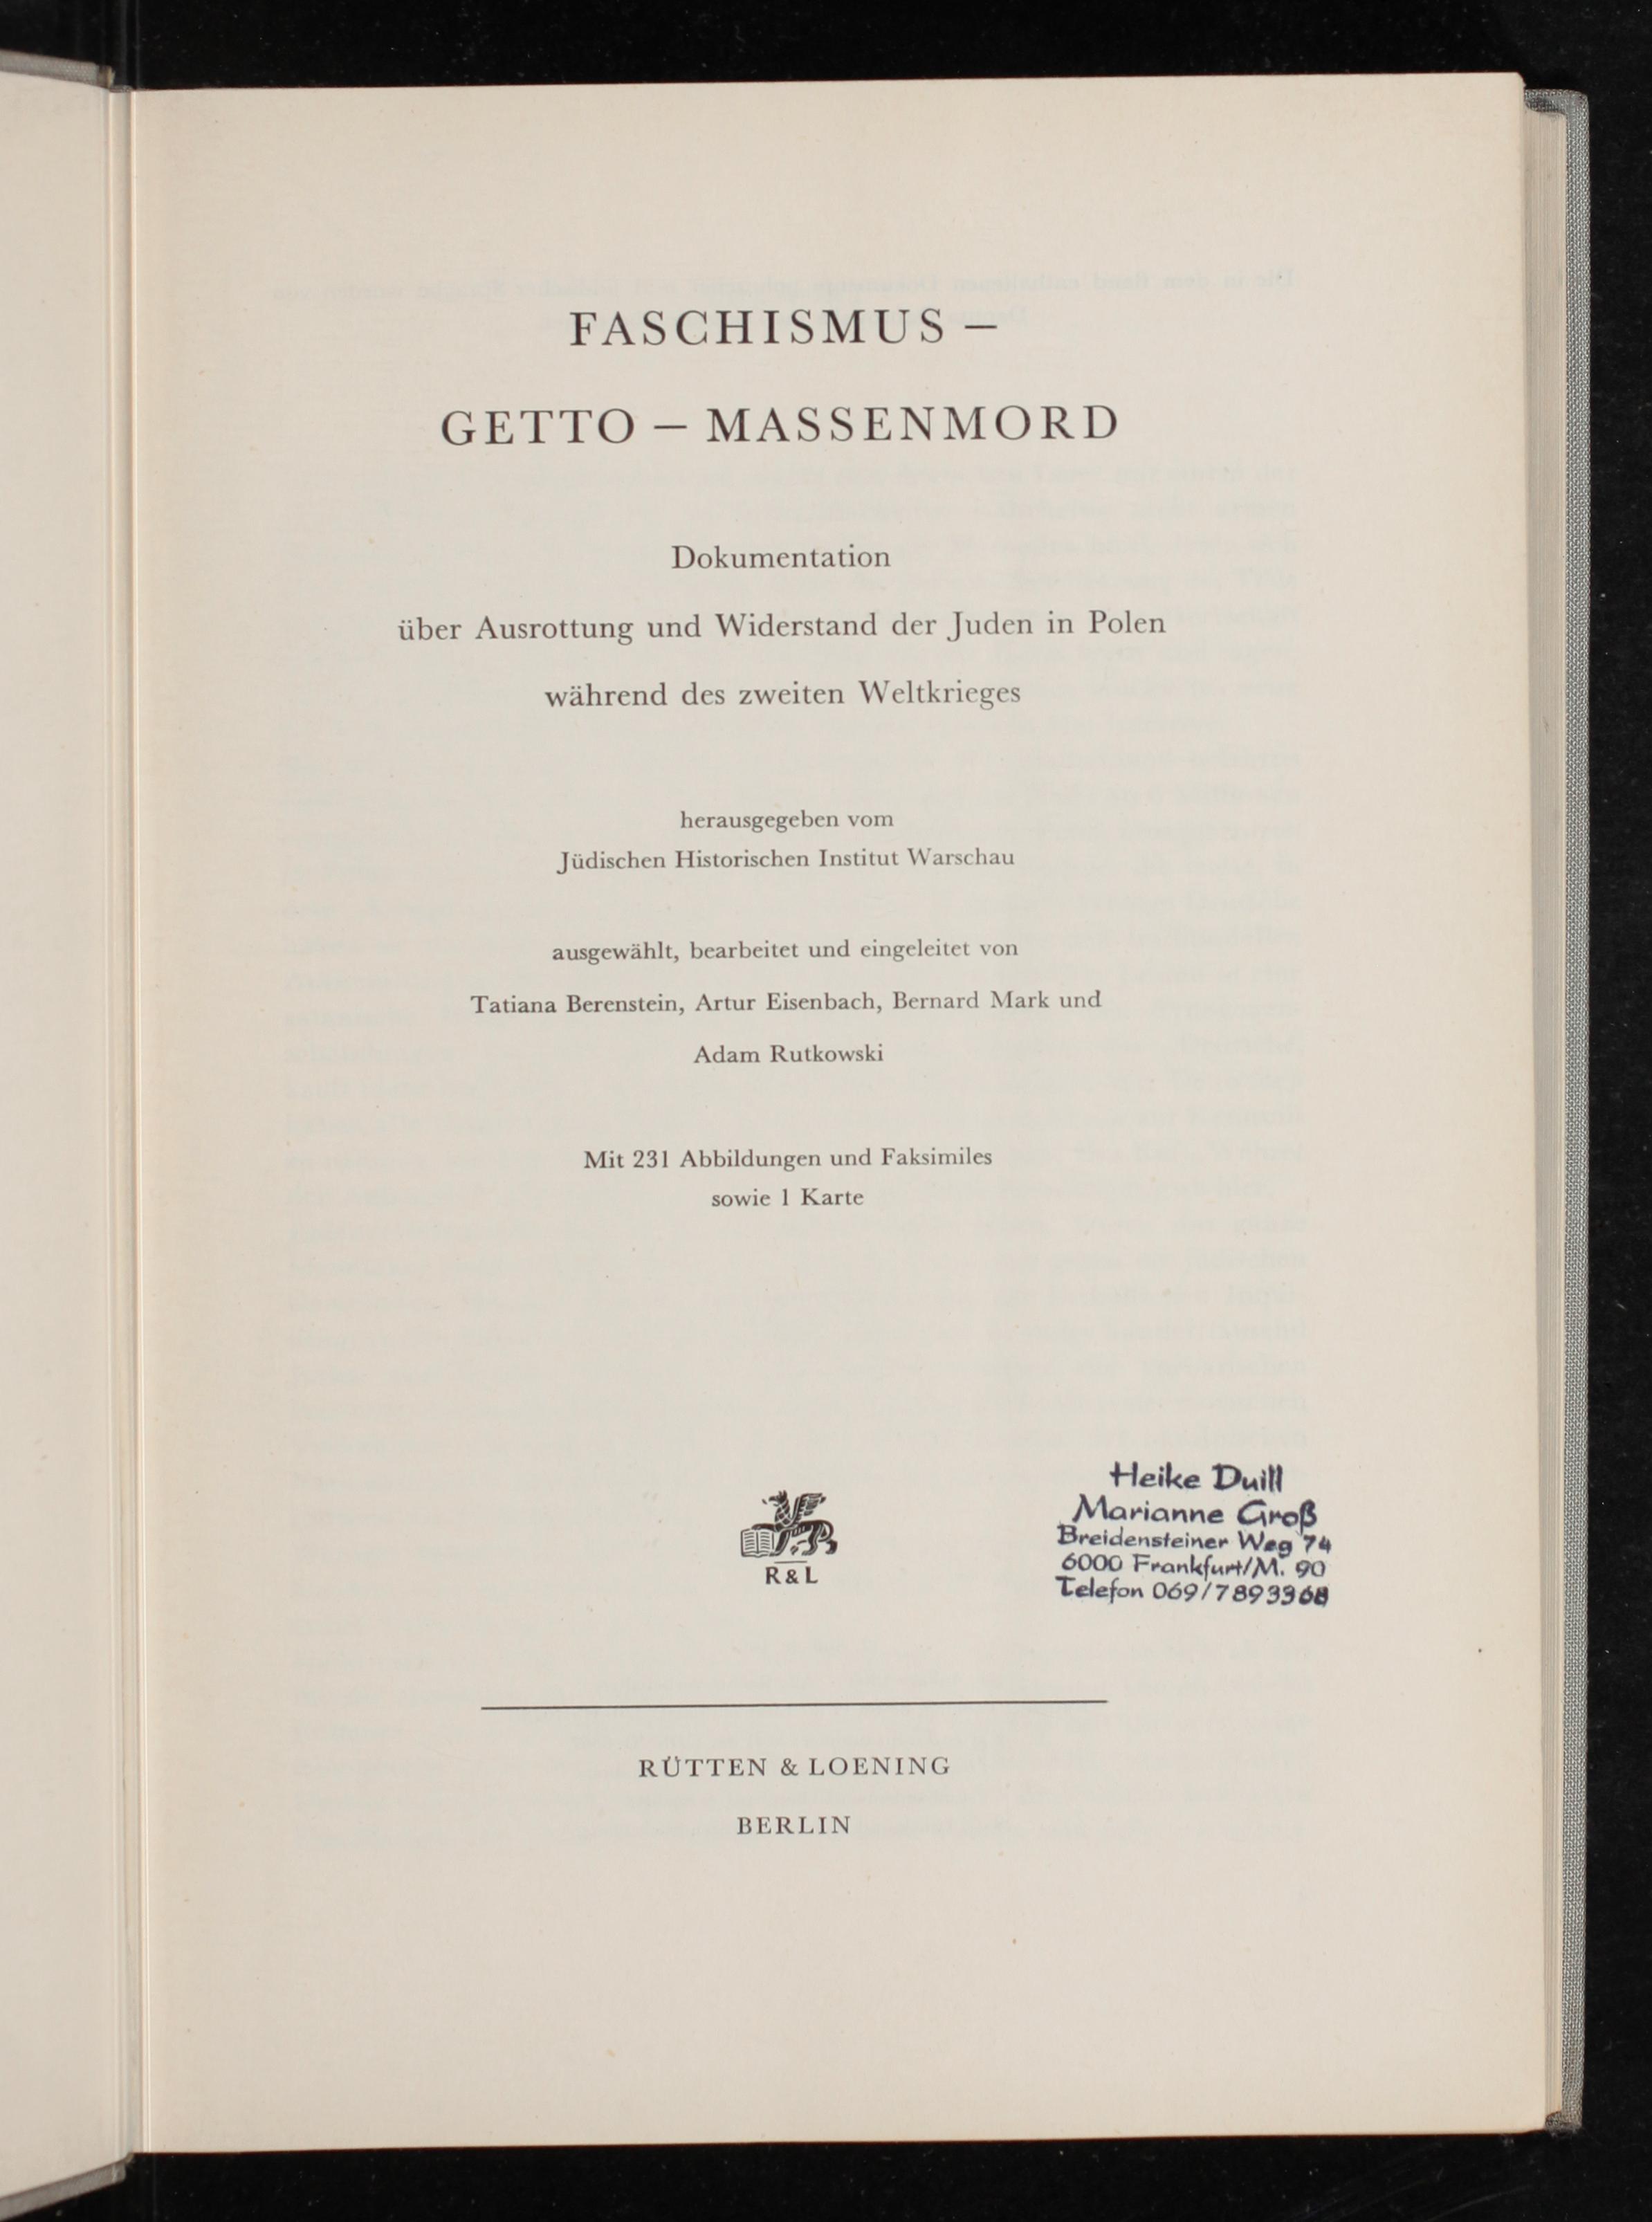 FASCHISMUS –
GETTO – MASSENMORD
Dokumentation
über Ausrottung und Widerstand der Juden in Polen
während des zweiten Weltkrieges
herausgegeben vom
Jüdischen Historischen Institut Warschau
ausgewählt, bearbeitet und eingeleitet von
Tatiana Berenstein, Artur Eisenbach, Bernard Mark und
Adam Rutkowski
Mit 231 Abbildungen und Faksimiles
sowie 1 Karte
R & L
Heike Duill
Marianne Groß
Breidensteiner Weg 74
6000 Frankfurt/M. 90
Telefon 069/7893368
RÜTTEN & LOENING
BERLIN